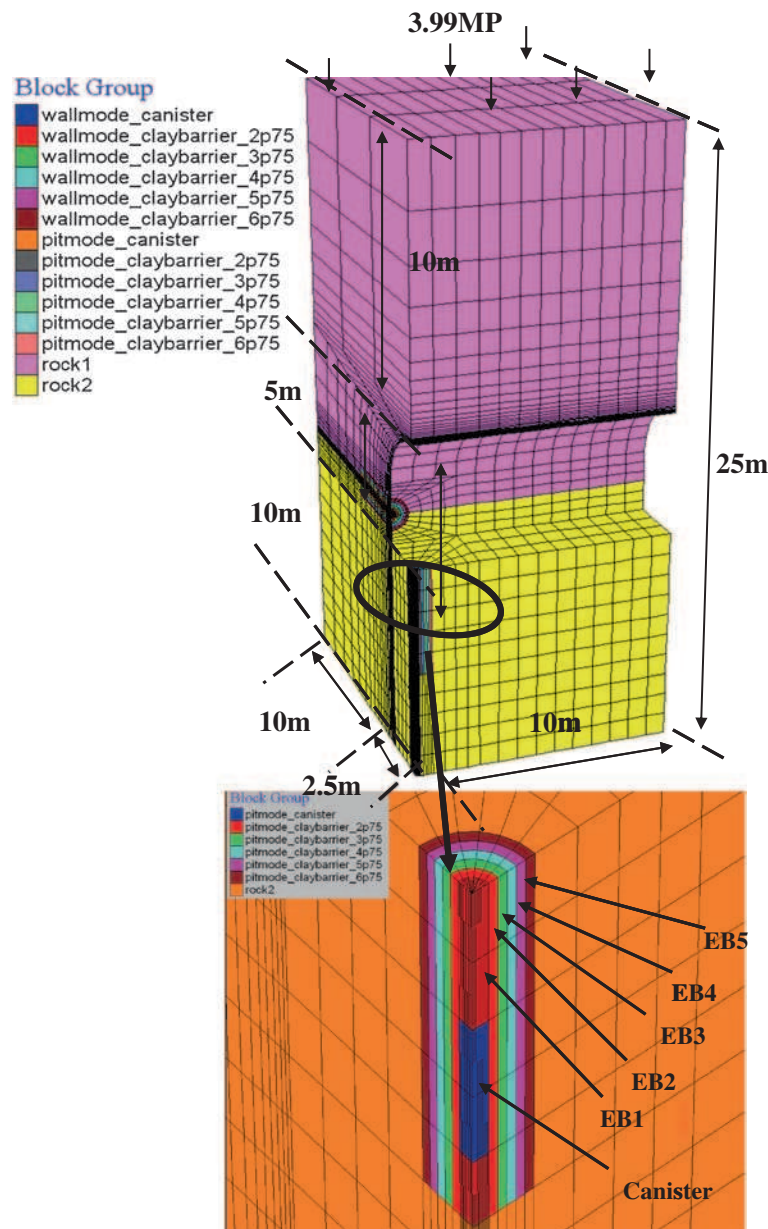 3.99MP
Block Group
wallmode_canister
wallmode_claybarrier_2p75
wallmode_claybarrier_3p75
wallmode_claybarrier_4p75
wallmode_claybarrier_5p75
wallmode_claybarrier_6p75
pitmode_canister
pitmode_claybarrier_2p75
pitmode_claybarrier_3p75
pitmode_claybarrier_4p75
pitmode_claybarrier_5p75
pitmode_claybarrier_6p75
rock1
rock2
10m
5m
25m
10m
10m
10m
2.5m
Block Group
pitmode_canister
pitmode_claybarrier_2p75
pitmode_claybarrier_3p75
pitmode_claybarrier_4p75
pitmode_claybarrier_5p75
pitmode_claybarrier_6p75
rock2
EB5
EB4
EB3
EB2
EB1
Canister